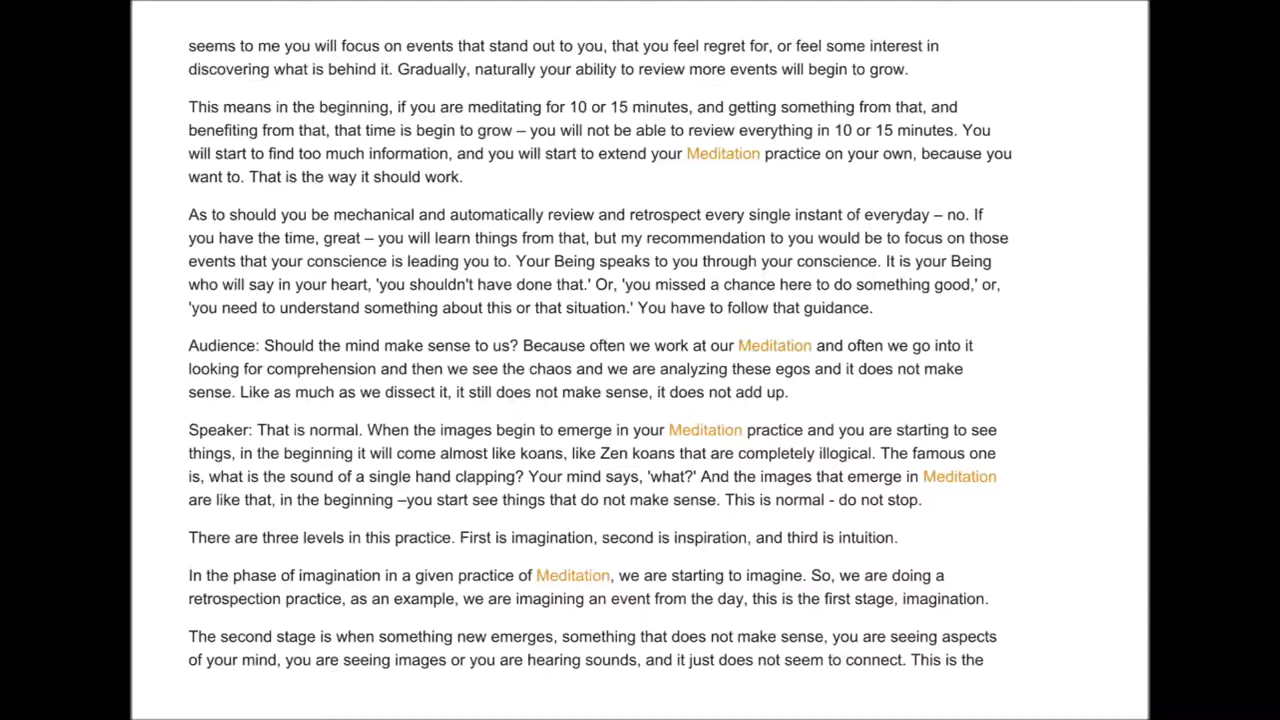 seems to me you will focus on events that stand out to you, that you feel regret for, or feel some interest in
discovering what is behind it. Gradually, naturally your ability to review more events will begin to grow.
This means in the beginning, if you are meditating for 10 or 15 minutes, and getting something from that, and
benefiting from that, that time is begin to grow – you will not be able to review everything in 10 or 15 minutes. You
will start to find too much information, and you will start to extend your Meditation practice on your own, because you
want to. That is the way it should work.
As to should you be mechanical and automatically review and retrospect every single instant of everyday – no. If
you have the time, great – you will learn things from that, but my recommendation to you would be to focus on those
events that your conscience is leading you to. Your Being speaks to you through your conscience. It is your Being
who will say in your heart, 'you shouldn't have done that.' Or, 'you missed a chance here to do something good,' or,
'you need to understand something about this or that situation.' You have to follow that guidance.
Audience: Should the mind make sense to us? Because often we work at our Meditation and often we go into it
looking for comprehension and then we see the chaos and we are analyzing these egos and it does not make
sense. Like as much as we dissect it, it still does not make sense, it does not add up.
Speaker: That is normal. When the images begin to emerge in your Meditation practice and you are starting to see
things, in the beginning it will come almost like koans, like Zen koans that are completely illogical. The famous one
is, what is the sound of a single hand clapping? Your mind says, 'what?' And the images that emerge in Meditation
are like that, in the beginning –you start see things that do not make sense. This is normal - do not stop.
There are three levels in this practice. First is imagination, second is inspiration, and third is intuition.
In the phase of imagination in a given practice of Meditation, we are starting to imagine. So, we are doing a
retrospection practice, as an example, we are imagining an event from the day, this is the first stage, imagination.
The second stage is when something new emerges, something that does not make sense, you are seeing aspects
of your mind, you are seeing images or you are hearing sounds, and it just does not seem to connect. This is the